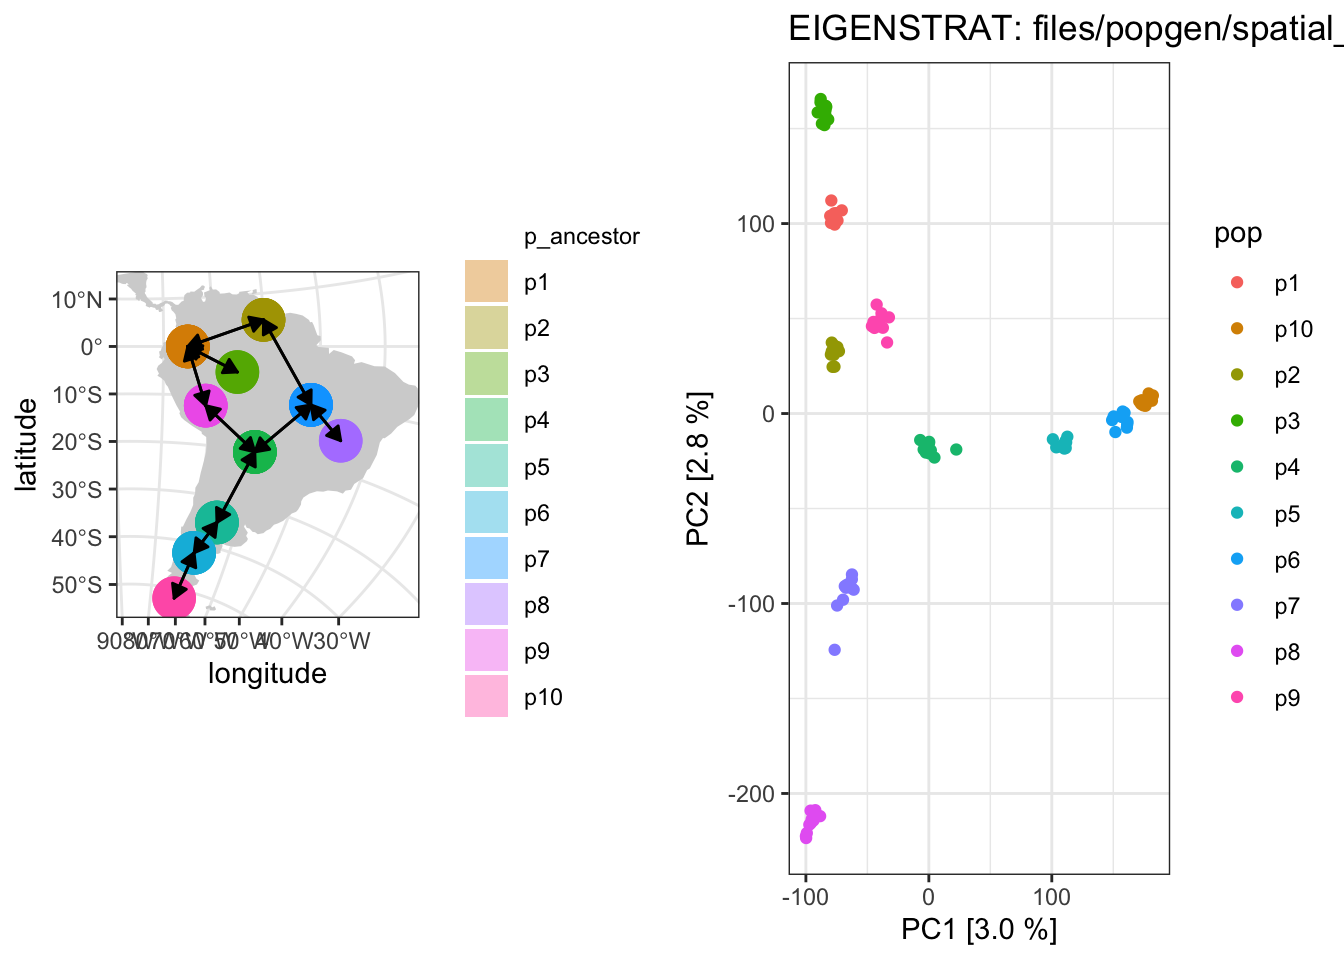 EIGENSTRAT: files/popgen/spatial_
p_ancestor
p1
p2
p3
p4
p5
p6
p7
p8
p9
p10
10°N
0°
10°S
20°S
30°S
40°S
50°S
40°W
30°W
longitude
latitude
100
0
-100
-200
-100
0
100
PC1 [3.0 %]
PC2 [2.8 %]
pop
p1
p10
p2
p3
p4
p5
p6
p7
p8
p9